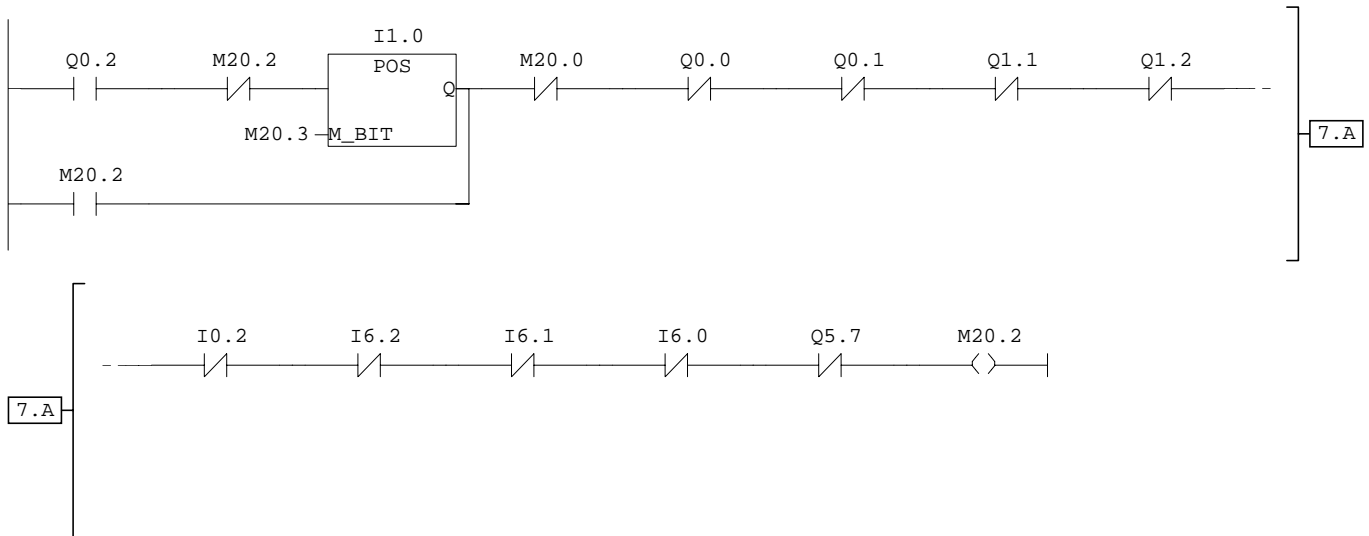 I1.0
Q0.2 M20.2 POS M20.0 Q0.0 Q0.1 Q1.1 Q1.2
Q
M20.3 M_BIT
7.A
M20.2
I0.2 I6.2 I6.1 I6.0 Q5.7 M20.2
7.A